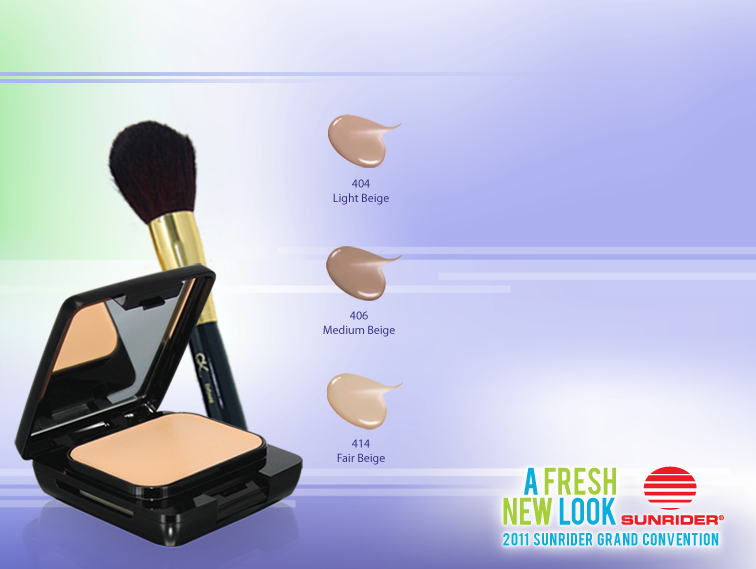 404
Light Beige
406
Medium Beige
414
Fair Beige
A FRESH
NEW LOOK
SUNRIDER®
2011 SUNRIDER GRAND CONVENTION